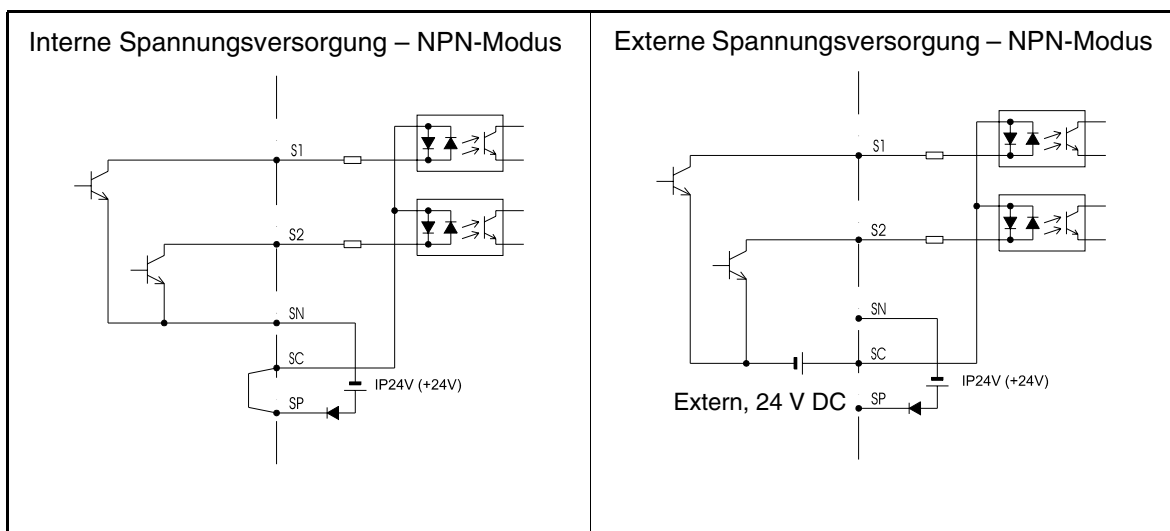 Interne Spannungsversorgung – NPN-Modus
S1
S2
SN
SC
IP24V (+24V)
SP
Externe Spannungsversorgung – NPN-Modus
S1
S2
SN
SC
IP24V (+24V)
Extern, 24 V DC
SP